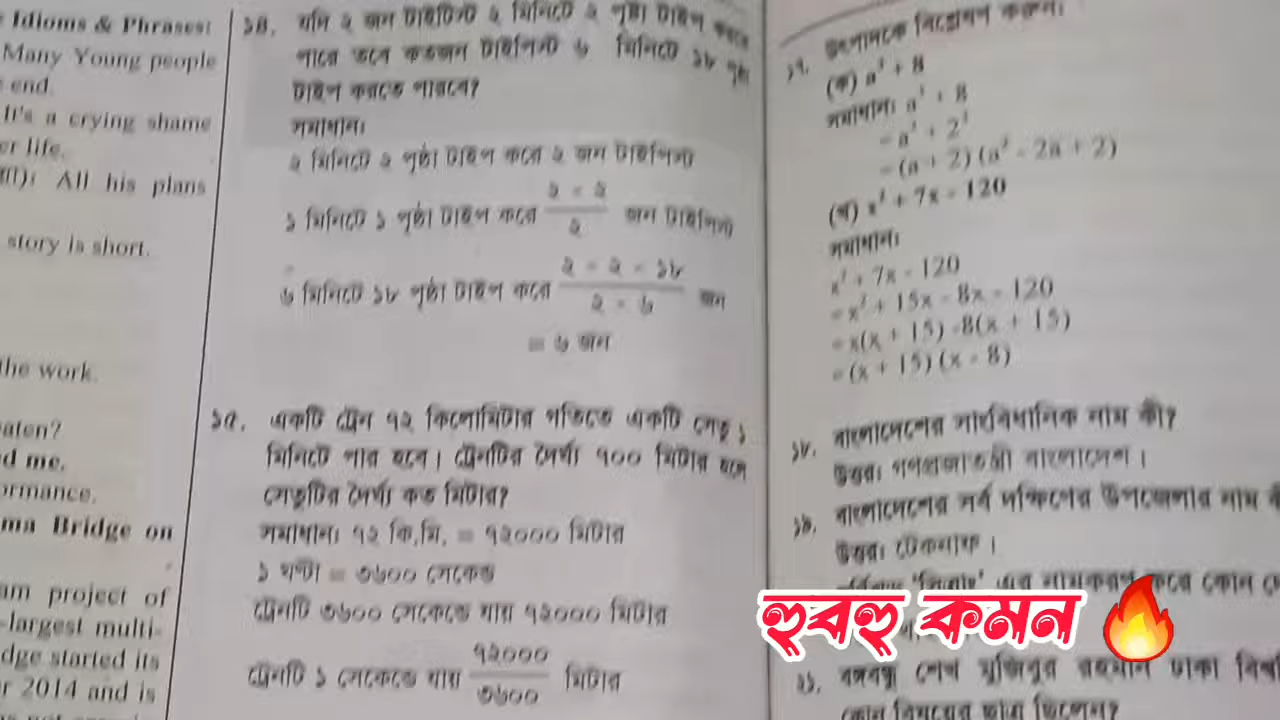 Idioms & Phrases:
Many Young people
end.
It's a crying shame
er life.
All his plans
story is short.
the work.
aten?
d me.
ormance.
ma Bridge on
am project of
-largest multi-
dge started its
r 2014 and is
১৪. যদি ২ জন টাইপিস্ট ২ মিনিটে ২ পৃষ্ঠা টাইপ করতে
পারে তবে কতজন টাইপিস্ট ৬ মিনিটে ১৮ পৃষ্ঠা
টাইপ করতে পারবে?
সমাধান:
২ মিনিটে ২ পৃষ্ঠা টাইপ করে ২ জন টাইপিস্ট
১ মিনিটে ১ পৃষ্ঠা টাইপ করে ২ × ২ / ২ জন টাইপিস্ট
৬ মিনিটে ১৮ পৃষ্ঠা টাইপ করে ২ × ২ × ১৮ / ২ × ৬ জন
= ৬ জন
১৫. একটি ট্রেন ৭২ কিলোমিটার গতিতে একটি সেতু ১
মিনিটে পার হবে। ট্রেনটির দৈর্ঘ্য ৭০০ মিটার হলে
সেতুটির দৈর্ঘ্য কত মিটার?
সমাধান: ৭২ কি.মি. = ৭২০০০ মিটার
১ ঘণ্টা = ৩৬০০ সেকেন্ড
ট্রেনটি ৩৬০০ সেকেন্ডে যায় ৭২০০০ মিটার
ট্রেনটি ১ সেকেন্ডে যায় ৭২০০০ / ৩৬০০ মিটার
১৭. উৎপাদকে বিশ্লেষণ করুন:
(ক) a³ + 8
সমাধান: a³ + 8
= a³ + 2³
= (a + 2) (a² - 2a + 2)
(খ) x² + 7x - 120
সমাধান:
x² + 7x - 120
= x² + 15x - 8x - 120
= x(x + 15) -8(x + 15)
= (x + 15) (x - 8)
১৮. বাংলাদেশের সাংবিধানিক নাম কী?
উত্তর: গণপ্রজাতন্ত্রী বাংলাদেশ।
১৯. বাংলাদেশের সর্ব দক্ষিণের উপজেলার নাম কী
উত্তর: টেকনাফ।
এর নামকরণ করে কোন দে
২১. বঙ্গবন্ধু শেখ মুজিবুর রহমান ঢাকা বিশ্ব
কোন বিষয়ের ছাত্র ছিলেন?
হুবহু কমন